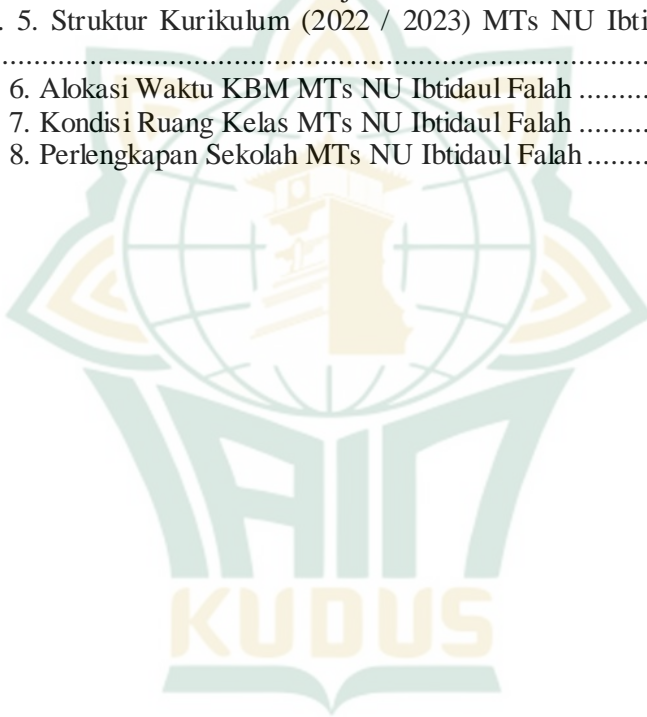 . 5. Struktur Kurikulum (2022 / 2023) MTs NU Ibti
................................................................................
6. Alokasi Waktu KBM MTs NU Ibtidaul Falah .........
7. Kondisi Ruang Kelas MTs NU Ibtidaul Falah .........
8. Perlengkapan Sekolah MTs NU Ibtidaul Falah ........
IAIN
KUDUS